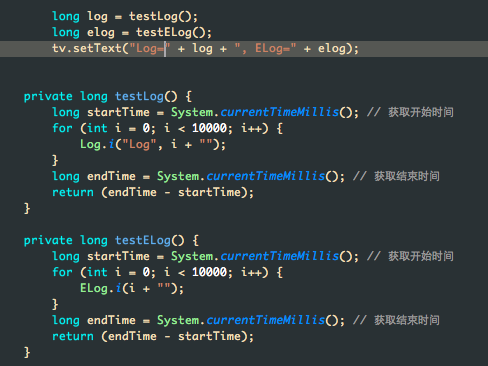 long log = testLog();
long elog = testELog();
tv.setText("Log=" + log + ", ELog=" + elog);
private long testLog() {
long startTime = System.currentTimeMillis(); // 获取开始时间
for (int i = 0; i < 10000; i++) {
Log.i("Log", i + "");
}
long endTime = System.currentTimeMillis(); // 获取结束时间
return (endTime - startTime);
}
private long testELog() {
long startTime = System.currentTimeMillis(); // 获取开始时间
for (int i = 0; i < 10000; i++) {
ELog.i(i + "");
}
long endTime = System.currentTimeMillis(); // 获取结束时间
return (endTime - startTime);
}